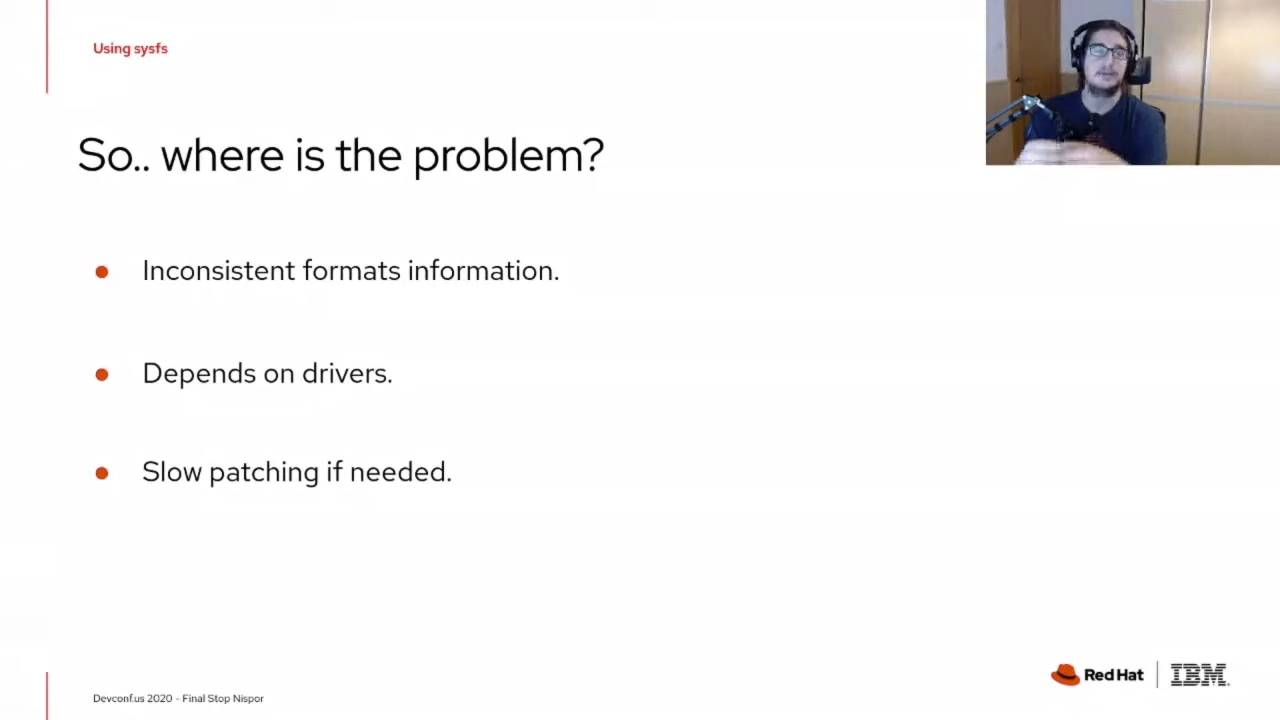 Using sysfs
So.. where is the problem?
Inconsistent formats information.
Depends on drivers.
Slow patching if needed.
Red Hat
IBM
Devconf.us 2020 - Final Stop Nispor